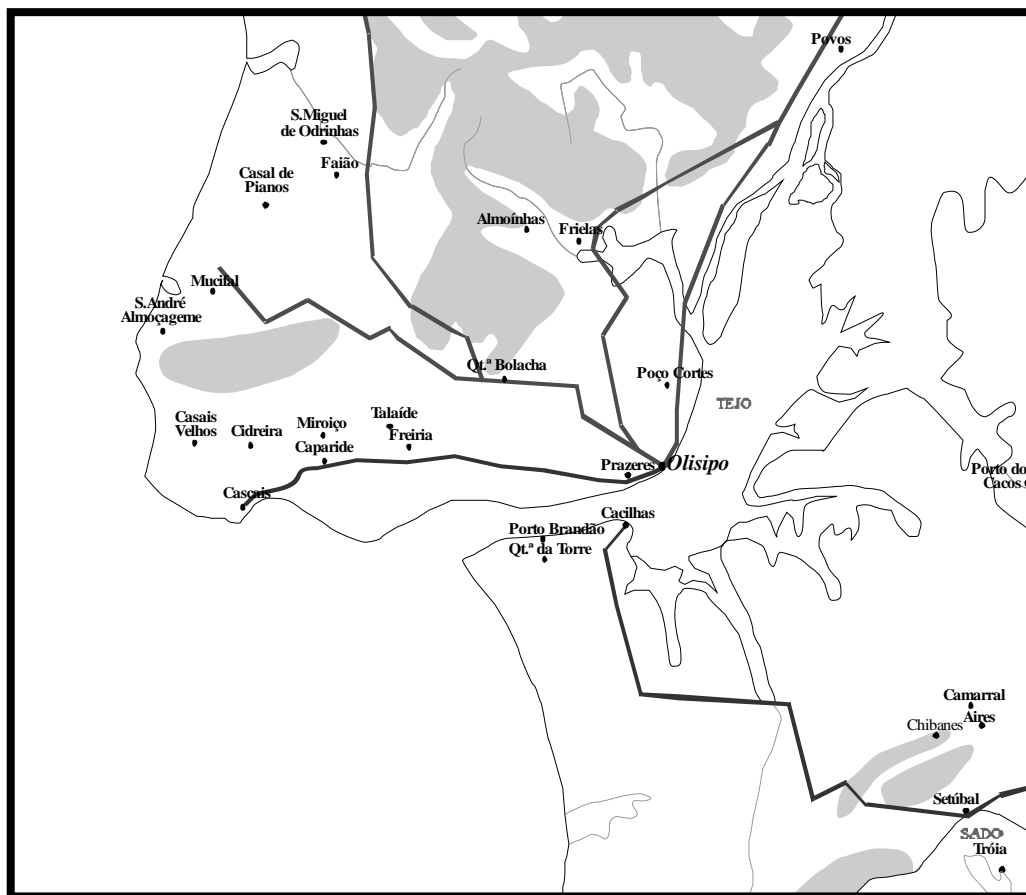 Povos
S.Miguel
de Odrinhas
Faião
Casal de
Pianos
Almoínhas
Frielas
Mucifal
S.André
Almoçageme
Qt.ª Bolacha
Poço Cortes
TEJO
Casais
Velhos
Cidreira
Miroiço
Caparide
Talaíde
Freiria
Prazeres
Olisipo
Porto do
Cacos
Cascais
Cacilhas
Porto Brandão
Qt.ª da Torre
Camarral
Aires
Chibanes
Setúbal
SADO
Tróia